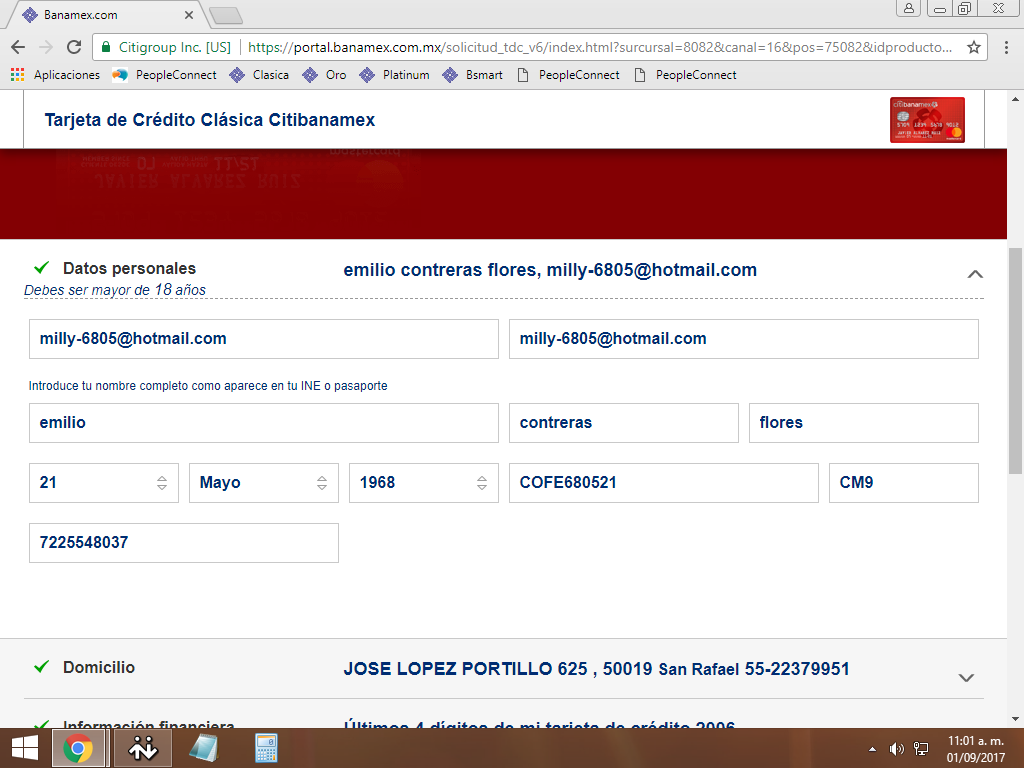 Banamex.com
Citigroup Inc. [US] https://portal.banamex.com.mx/solicitud_tdc_v6/index.html?surcursal=8082&canal=16&pos=75082&idproducto...
Aplicaciones PeopleConnect Clasica Oro Platinum Bsmart PeopleConnect PeopleConnect
Tarjeta de Crédito Clásica Citibanamex
citibanamex
Datos personales emilio contreras flores, milly-6805@hotmail.com
Debes ser mayor de 18 años
milly-6805@hotmail.com milly-6805@hotmail.com
Introduce tu nombre completo como aparece en tu INE o pasaporte
emilio contreras flores
21 Mayo 1968 COFE680521 CM9
7225548037
Domicilio JOSE LOPEZ PORTILLO 625 , 50019 San Rafael 55-22379951
Información financiera Últimos 4 dígitos de mi tarjeta de crédito 2006
11:01 a. m.
01/09/2017